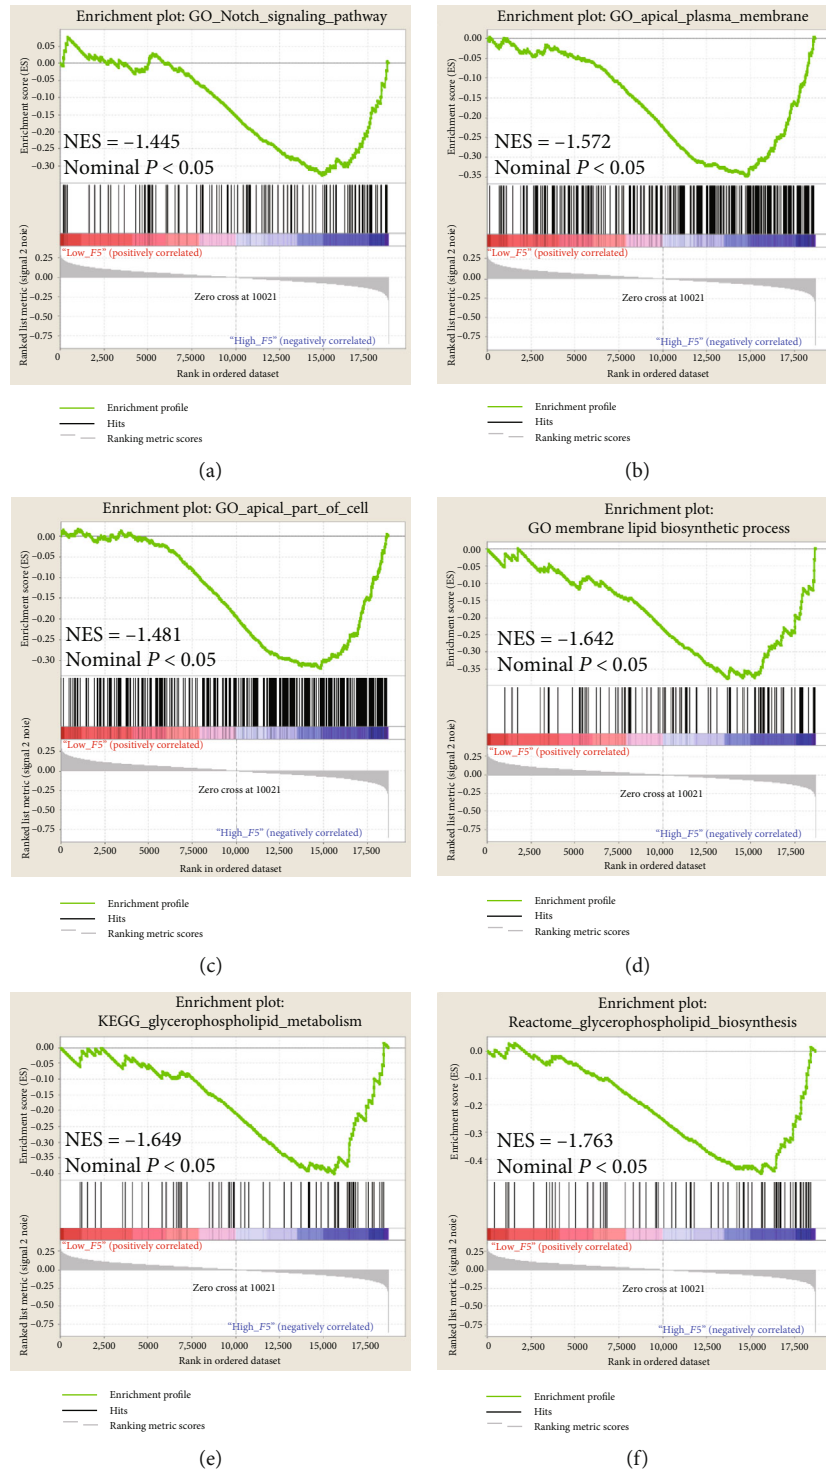 Enrichment plot: GO_Notch_signaling_pathway
Enrichment score (ES)
0.05
0.00
−0.05
−0.10
−0.15
−0.20
−0.25
−0.30
NES = −1.445
Nominal P < 0.05
Ranked list metric (signal 2 noie)
"Low_F5" (positively correlated)
0.25
0.00
−0.25
−0.50
−0.75
Zero cross at 10021
"High_F5" (negatively correlated)
0 2,500 5000 7,5000 10,000 12,500 15,000 17,500
Rank in ordered dataset
Enrichment profile
Hits
Ranking metric scores
(a)
Enrichment plot: GO_apical_plasma_membrane
Enrichment score (ES)
0.00
−0.05
−0.10
−0.15
−0.20
−0.25
−0.30
−0.35
NES = −1.572
Nominal P < 0.05
Ranked list metric (signal 2 noie)
"Low_F5" (positively correlated)
0.25
0.00
−0.25
−0.50
−0.75
Zero cross at 10021
"High_F5" (negatively correlated)
0 2,500 5000 7,500 10,000 12,500 15,000 17,500
Rank in ordered dataset
Enrichment profile
Hits
Ranking metric scores
(b)
Enrichment plot: GO_apical_part_of_cell
Enrichment score (ES)
0.00
−0.05
−0.10
−0.15
−0.20
−0.25
−0.30
NES = −1.481
Nominal P < 0.05
Ranked list metric (signal 2 noie)
"Low_F5" (positively correlated)
0.25
0.00
−0.25
−0.50
−0.75
Zero cross at 10021
"High_F5" (negatively correlated)
0 2,500 5000 7,500 10,000 12,500 15,000 17,500
Rank in ordered dataset
Enrichment profile
Hits
Ranking metric scores
(c)
Enrichment plot:
GO membrane lipid biosynthetic process
Enrichment score (ES)
0.00
−0.05
−0.10
−0.15
−0.20
−0.25
−0.30
−0.35
NES = −1.642
Nominal P < 0.05
Ranked list metric (signal 2 noie)
"Low_F5" (positively correlated)
0.25
0.00
−0.25
−0.50
−0.75
Zero cross at 10021
"High_F5" (negatively correlated)
0 2,500 5000 7,500 10,000 12,500 15,000 17,500
Rank in ordered dataset
Enrichment profile
Hits
Ranking metric scores
(d)
Enrichment plot:
KEGG_glycerophospholipid_metabolism
Enrichment score (ES)
0.00
−0.05
−0.10
−0.15
−0.20
−0.25
−0.30
−0.35
−0.40
NES = −1.649
Nominal P < 0.05
Ranked list metric (signal 2 noie)
"Low_F5" (positively correlated)
0.25
0.00
−0.25
−0.50
−0.75
Zero cross at 10021
"High_F5" (negatively correlated)
0 2,500 5000 7,500 10,000 12,500 15,000 17,500
Rank in ordered dataset
Enrichment profile
Hits
Ranking metric scores
(e)
Enrichment plot:
Reactome_glycerophospholipid_biosynthesis
Enrichment score (ES)
0.0
−0.1
−0.2
−0.3
−0.4
NES = −1.763
Nominal P < 0.05
Ranked list metric (signal 2 noie)
"Low_F5" (positively correlated)
0.25
0.00
−0.25
−0.50
−0.75
Zero cross at 10021
"High_F5" (negatively correlated)
0 2,500 5000 7,500 10,000 12,500 15,000 17,500
Rank in ordered dataset
Enrichment profile
Hits
Ranking metric scores
(f)